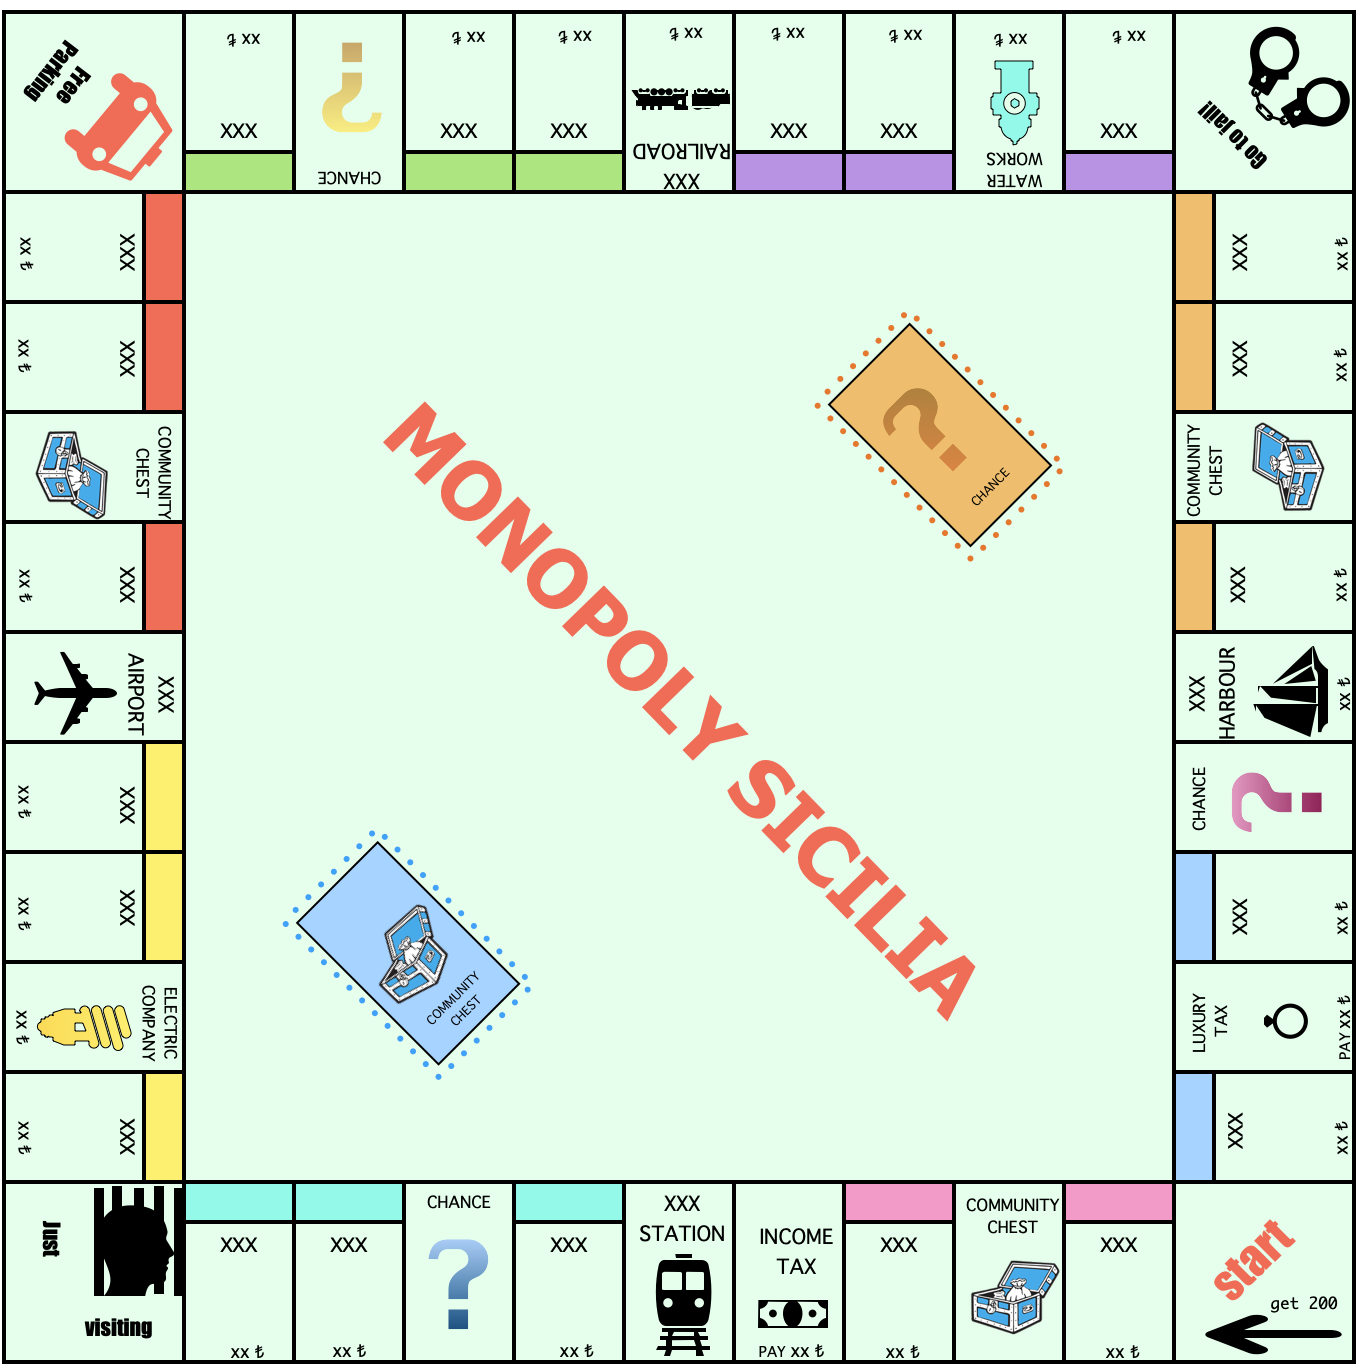 Free
Parking
xx ₺
XXX
CHANCE
xx ₺
XXX
xx ₺
XXX
xx ₺
RAILROAD
XXX
xx ₺
XXX
xx ₺
XXX
xx ₺
WATER
WORKS
xx ₺
XXX
Go to jail!
XXX
xx ₺
XXX
xx ₺
COMMUNITY
CHEST
XXX
xx ₺
XXX
HARBOUR
xx ₺
CHANCE
XXX
xx ₺
LUXURY
TAX
PAY xx ₺
XXX
xx ₺
start
get 200
XXX
xx ₺
COMMUNITY
CHEST
XXX
xx ₺
INCOME
TAX
PAY xx ₺
XXX
STATION
XXX
xx ₺
CHANCE
XXX
xx ₺
XXX
Just
visiting
XXX
xx ₺
ELECTRIC
COMPANY
xx ₺
XXX
xx ₺
XXX
xx ₺
XXX
AIRPORT
XXX
xx ₺
COMMUNITY
CHEST
XXX
xx ₺
XXX
xx ₺
CHANCE
MONOPOLY SICILIA
COMMUNITY
CHEST